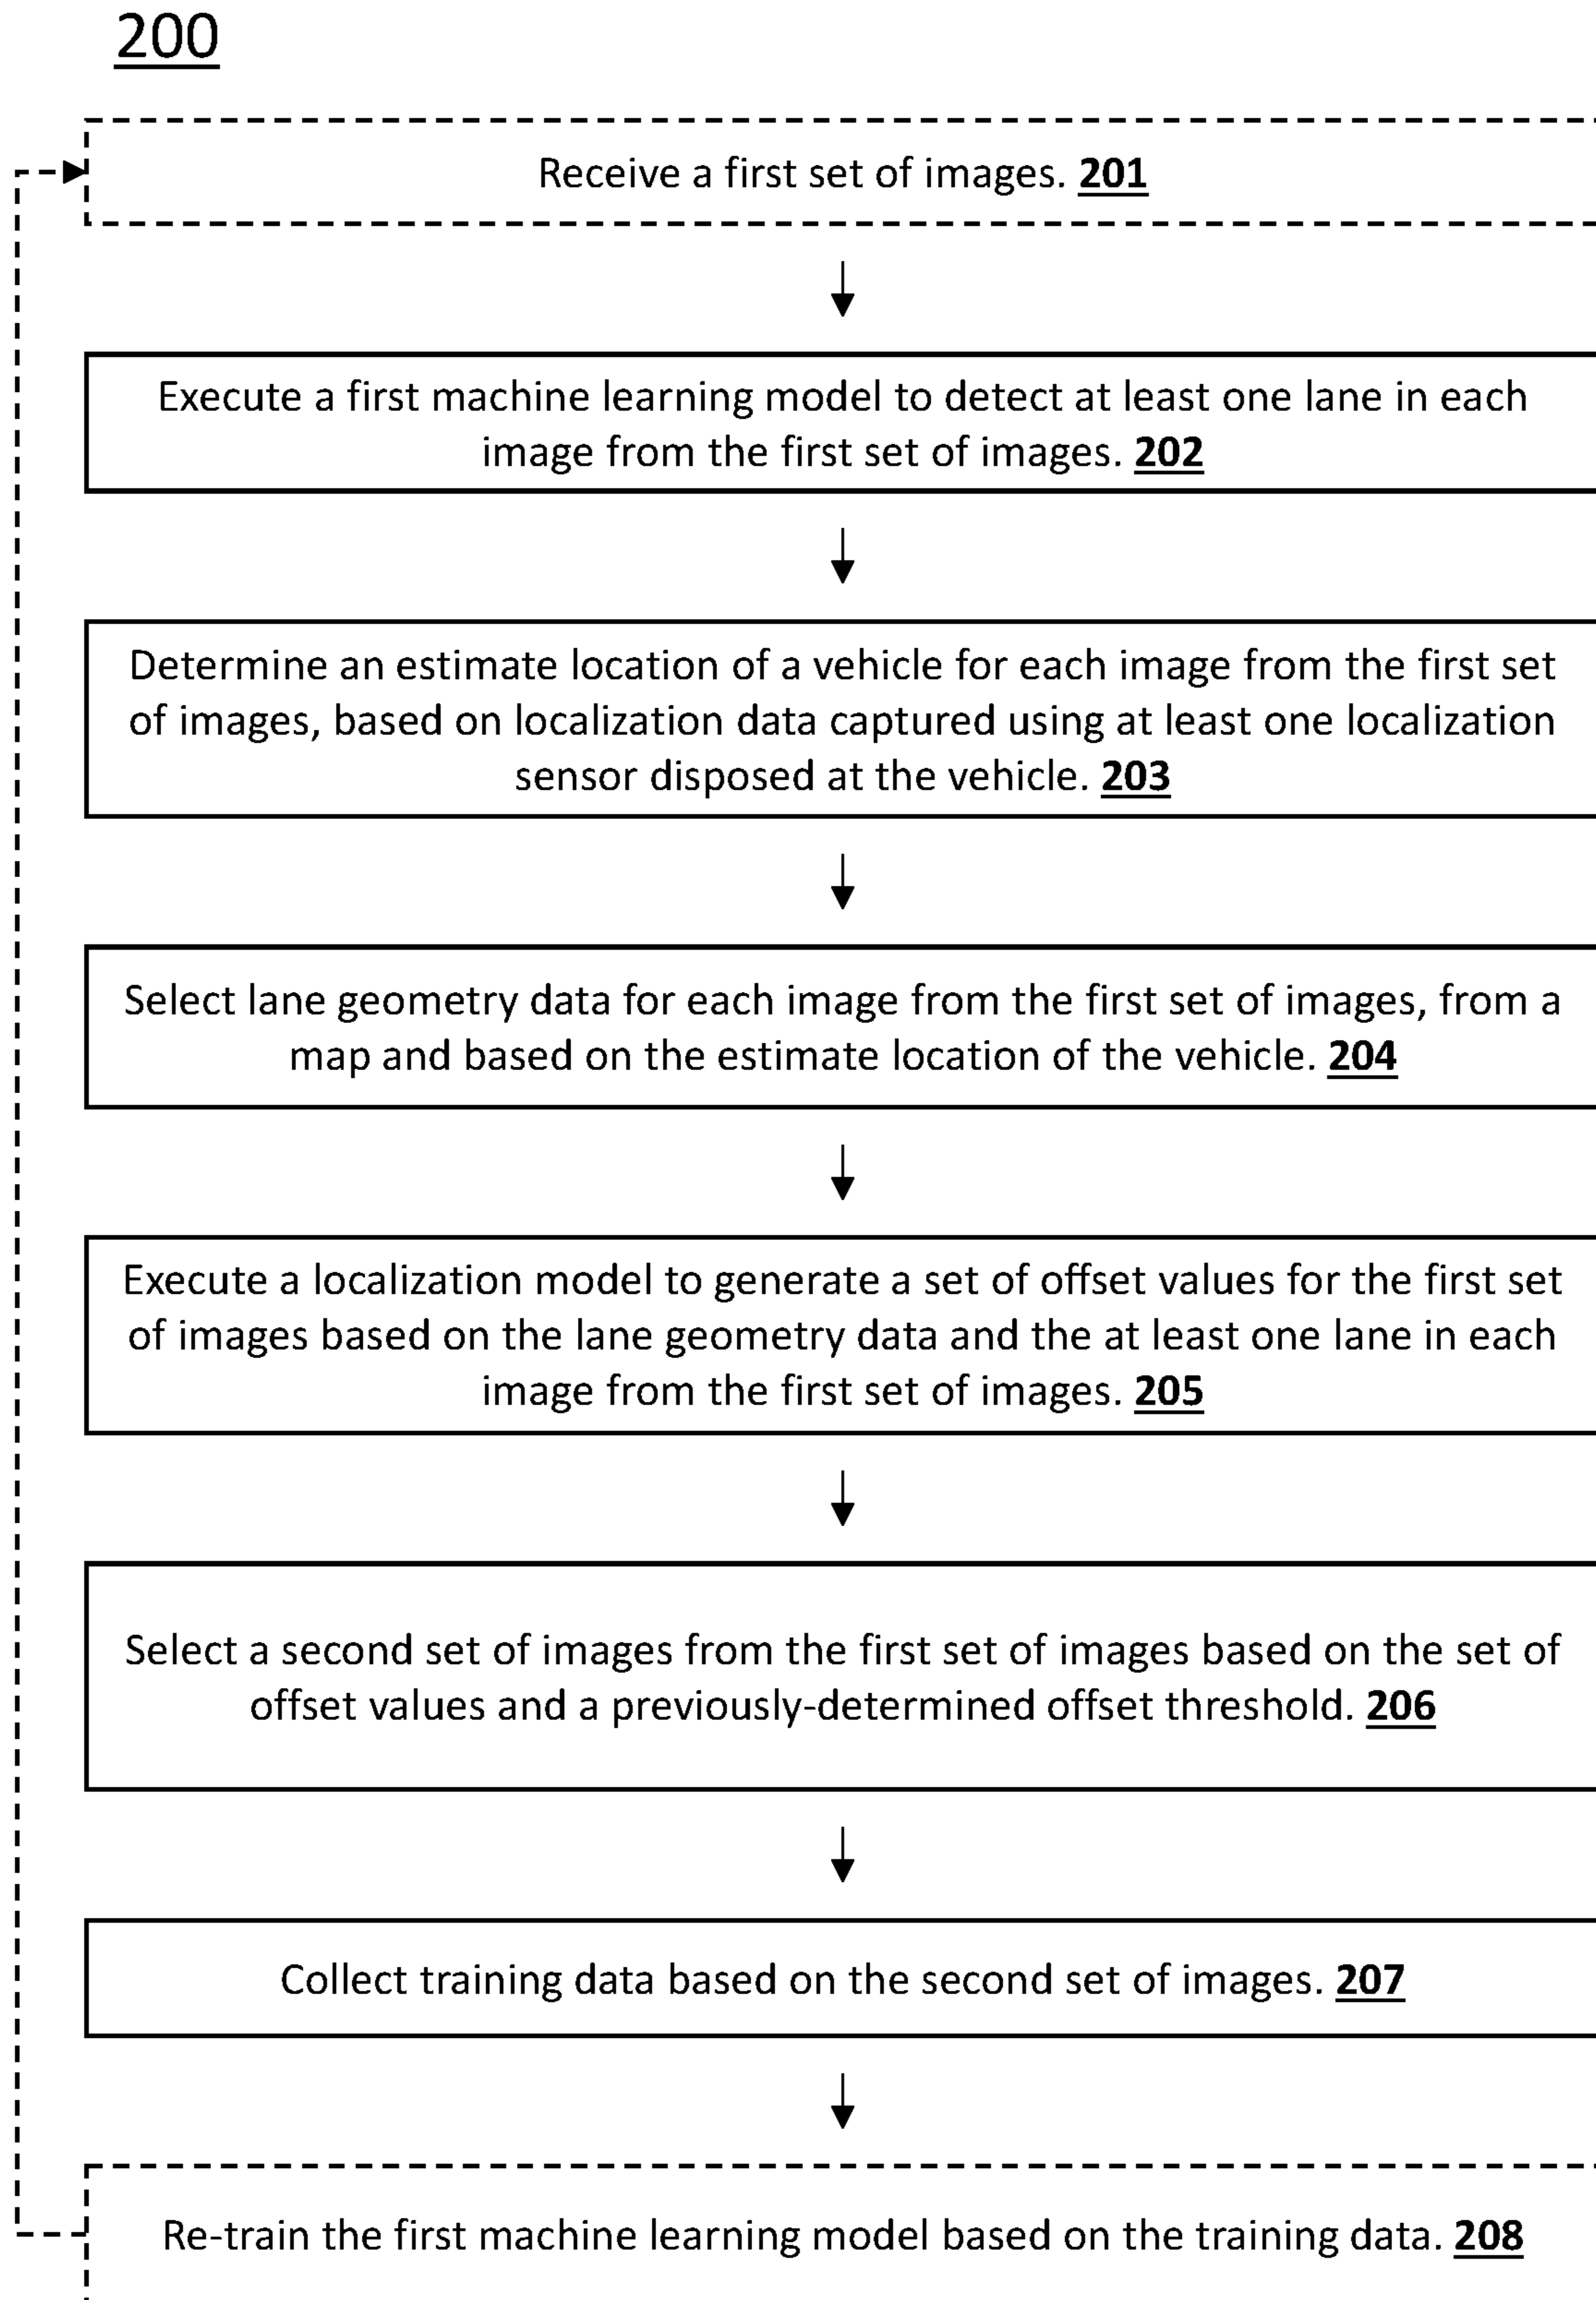 200
Receive a first set of images. 201
Execute a first machine learning model to detect at least one lane in each
image from the first set of images. 202
Determine an estimate location of a vehicle for each image from the first set
of images, based on localization data captured using at least one localization
sensor disposed at the vehicle. 203
Select lane geometry data for each image from the first set of images, from a
map and based on the estimate location of the vehicle. 204
Execute a localization model to generate a set of offset values for the first set
of images based on the lane geometry data and the at least one lane in each
image from the first set of images. 205
Select a second set of images from the first set of images based on the set of
offset values and a previously-determined offset threshold. 206
Collect training data based on the second set of images. 207
Re-train the first machine learning model based on the training data. 208